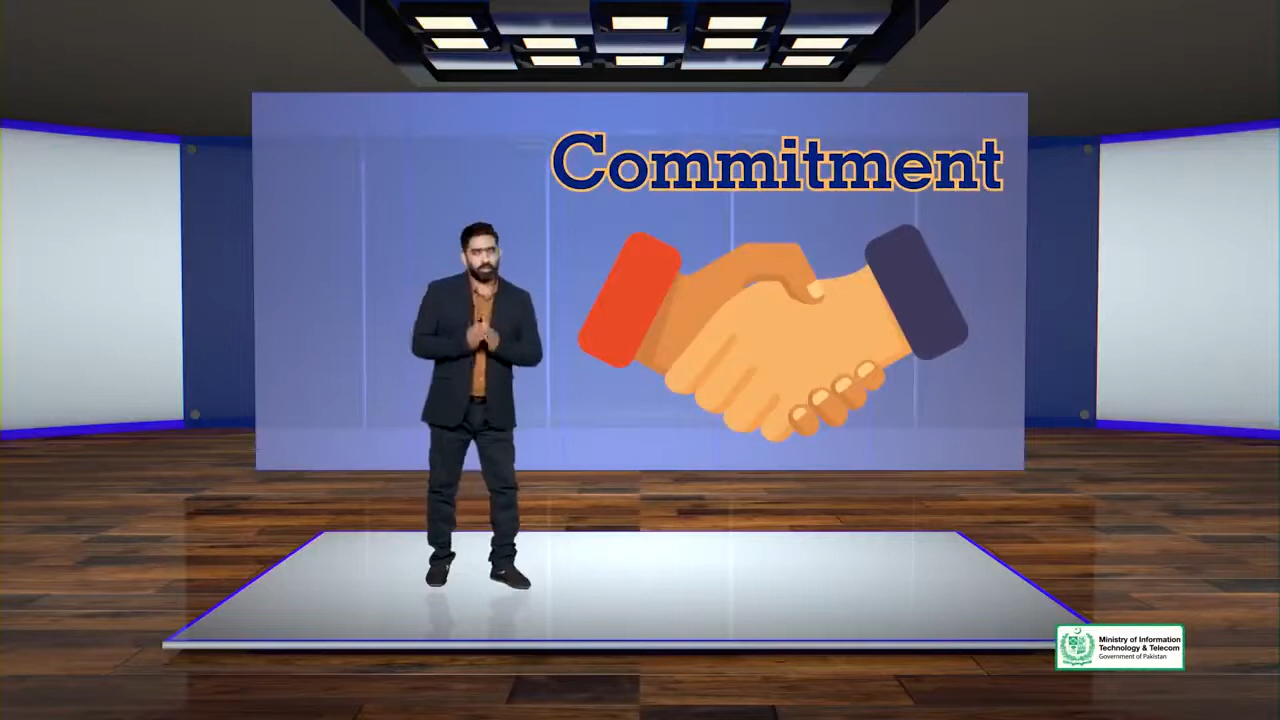 Commitment
Ministry of Information
Technology & Telecom
Government of Pakistan